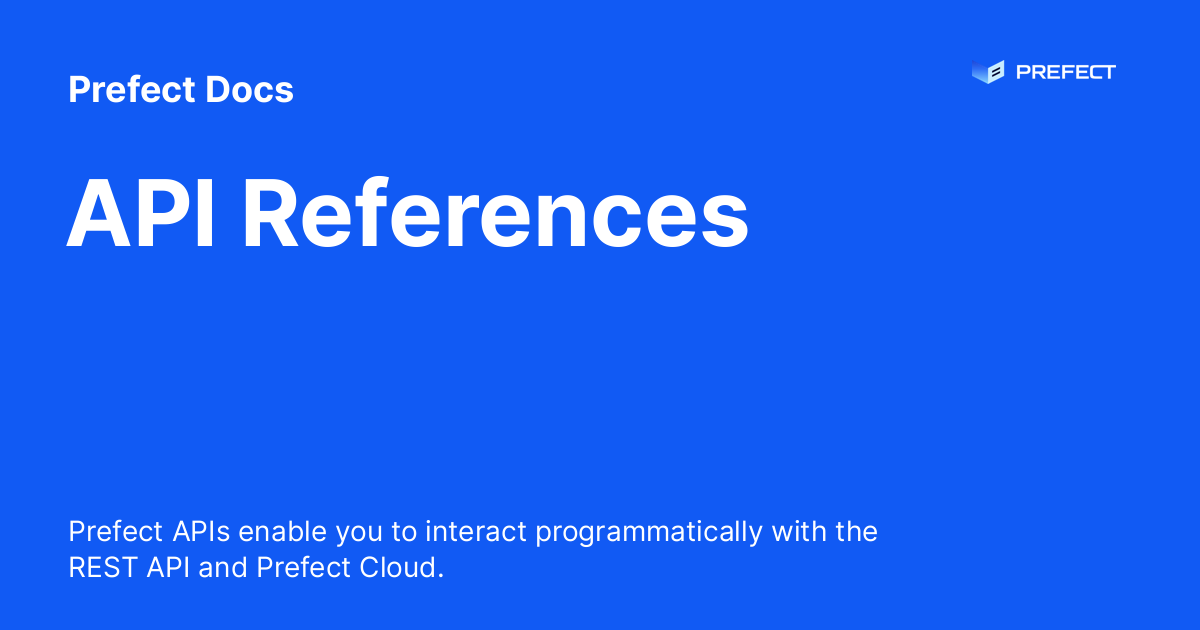 Prefect Docs
PREFECT
API References
Prefect APIs enable you to interact programmatically with the
REST API and Prefect Cloud.